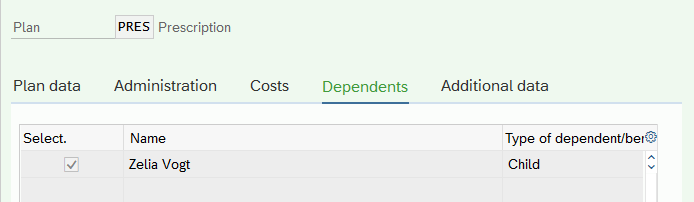 Plan PRES Prescription
Plan data Administration Costs Dependents Additional data
Select. Name Type of dependent/ber
Zelia Vogt Child